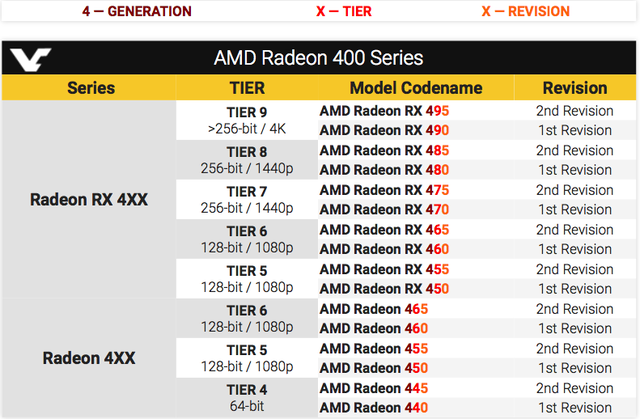 4 — GENERATION X — TIER X — REVISION
AMD Radeon 400 Series
Series TIER Model Codename Revision
Radeon RX 4XX
TIER 9
>256-bit / 4K
AMD Radeon RX 495 2nd Revision
AMD Radeon RX 490 1st Revision
TIER 8
256-bit / 1440p
AMD Radeon RX 485 2nd Revision
AMD Radeon RX 480 1st Revision
TIER 7
256-bit / 1440p
AMD Radeon RX 475 2nd Revision
AMD Radeon RX 470 1st Revision
TIER 6
128-bit / 1080p
AMD Radeon RX 465 2nd Revision
AMD Radeon RX 460 1st Revision
TIER 5
128-bit / 1080p
AMD Radeon RX 455 2nd Revision
AMD Radeon RX 450 1st Revision
Radeon 4XX
TIER 6
128-bit / 1080p
AMD Radeon 465 2nd Revision
AMD Radeon 460 1st Revision
TIER 5
128-bit / 1080p
AMD Radeon 455 2nd Revision
AMD Radeon 450 1st Revision
TIER 4
64-bit
AMD Radeon 445 2nd Revision
AMD Radeon 440 1st Revision